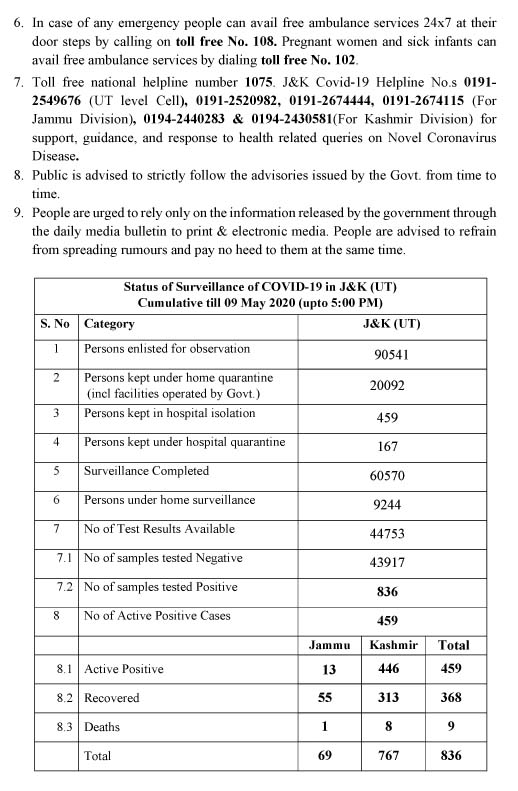 6. In case of any emergency people can avail free ambulance services 24x7 at their
door steps by calling on toll free No. 108. Pregnant women and sick infants can
avail free ambulance services by dialing toll free No. 102.
7. Toll free national helpline number 1075. J&K Covid-19 Helpline No.s 0191-
2549676 (UT level Cell), 0191-2520982, 0191-2674444, 0191-2674115 (For
Jammu Division), 0194-2440283 & 0194-2430581(For Kashmir Division) for
support, guidance, and response to health related queries on Novel Coronavirus
Disease.
8. Public is advised to strictly follow the advisories issued by the Govt. from time to
time.
9. People are urged to rely only on the information released by the government through
the daily media bulletin to print & electronic media. People are advised to refrain
from spreading rumours and pay no heed to them at the same time.
Status of Surveillance of COVID-19 in J&K (UT)
Cumulative till 09 May 2020 (upto 5:00 PM)
S. No Category J&K (UT)
1 Persons enlisted for observation 90541
2 Persons kept under home quarantine
(incl facilities operated by Govt.) 20092
3 Persons kept in hospital isolation 459
4 Persons kept under hospital quarantine 167
5 Surveillance Completed 60570
6 Persons under home surveillance 9244
7 No of Test Results Available 44753
7.1 No of samples tested Negative 43917
7.2 No of samples tested Positive 836
8 No of Active Positive Cases 459
Jammu Kashmir Total
8.1 Active Positive 13 446 459
8.2 Recovered 55 313 368
8.3 Deaths 1 8 9
Total 69 767 836